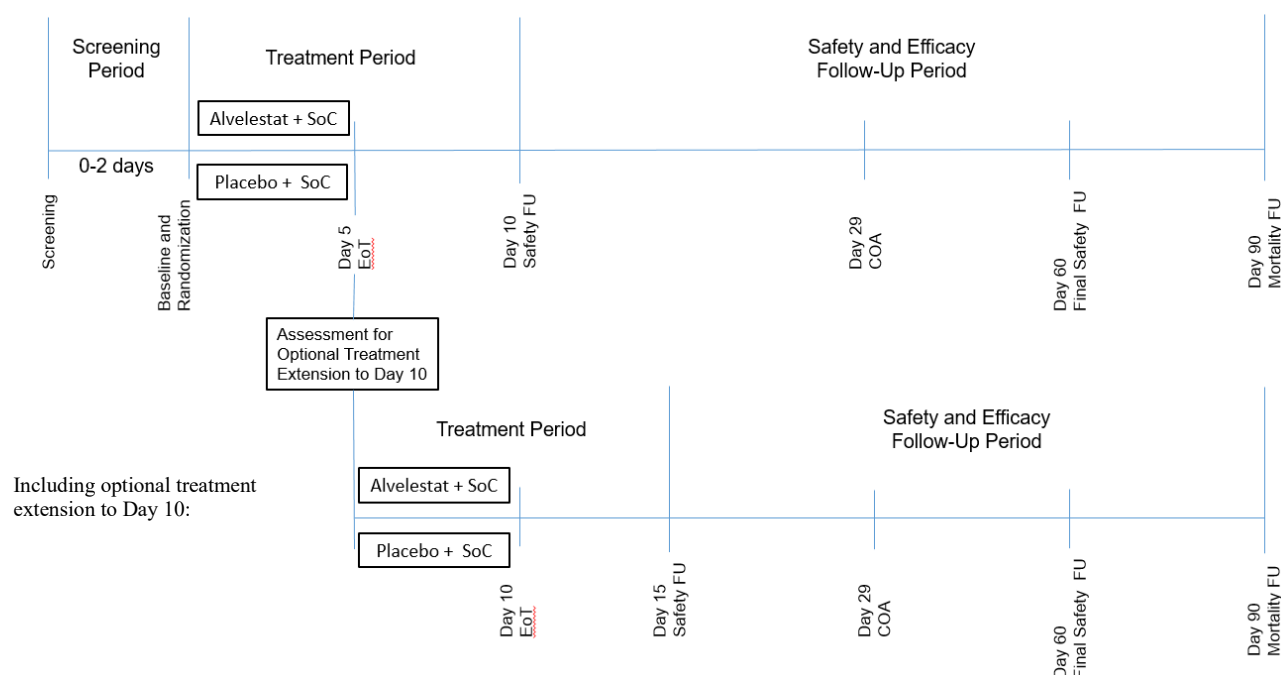 Screening
Period
Treatment Period
Safety and Efficacy
Follow-Up Period
Alvelestat + SoC
0-2 days
Placebo + SoC
Screening
Baseline and
Randomization
Day 5
EoT
Day 10
Safety FU
Day 29
COA
Day 60
Final Safety FU
Day 90
Mortality FU
Assessment for
Optional Treatment
Extension to Day 10
Treatment Period
Safety and Efficacy
Follow-Up Period
Including optional treatment
extension to Day 10:
Alvelestat + SoC
Placebo + SoC
Day 10
EoT
Day 15
Safety FU
Day 29
COA
Day 60
Final Safety FU
Day 90
Mortality FU